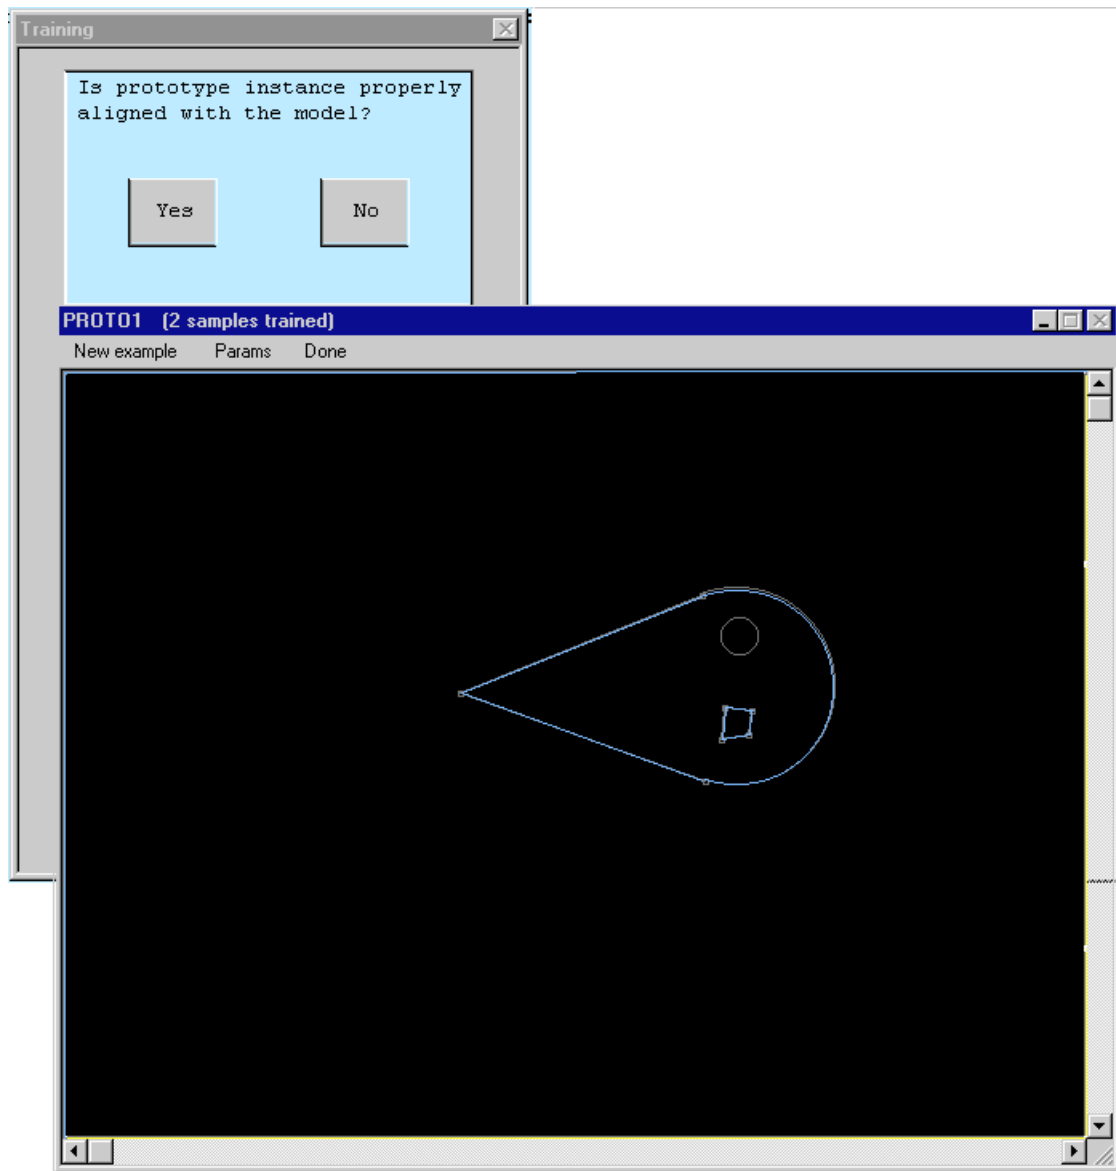 Training
Is prototype instance properly
aligned with the model?
Yes No
PROTO1 (2 samples trained)
New example Params Done